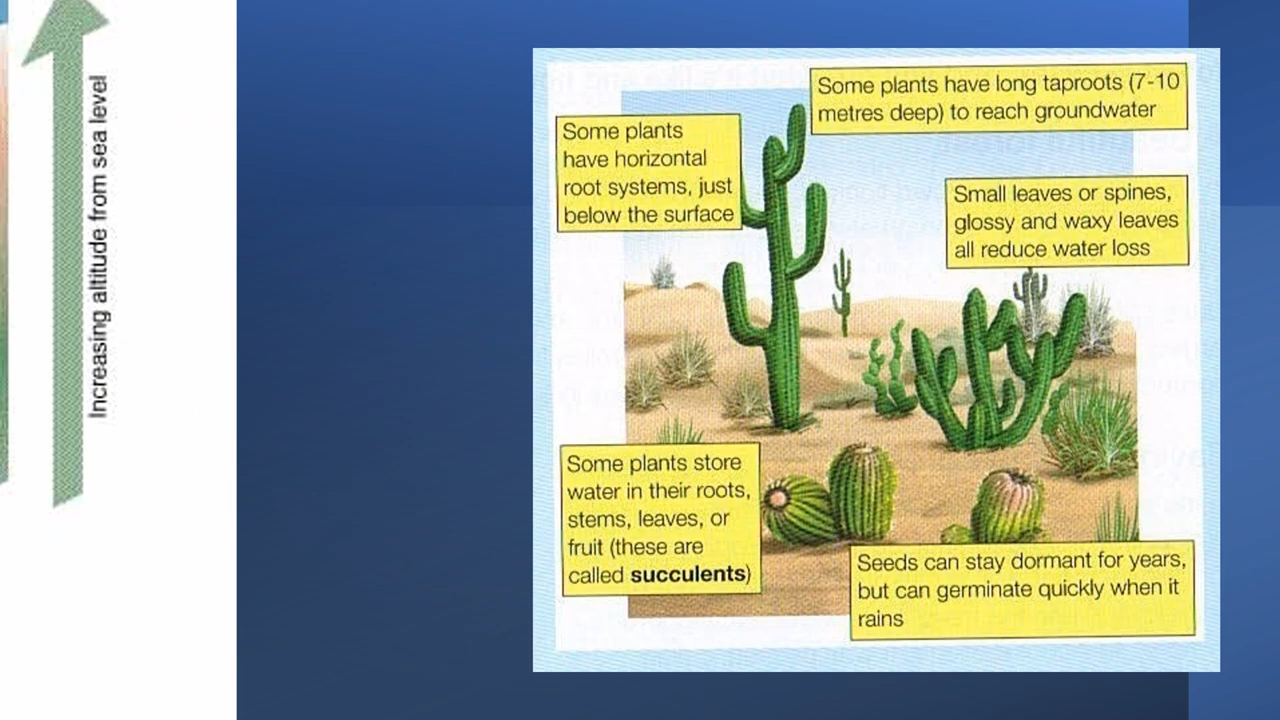 Increasing altitude from sea level
Some plants have long taproots (7-10
metres deep) to reach groundwater
Some plants
have horizontal
root systems, just
below the surface
Small leaves or spines,
glossy and waxy leaves
all reduce water loss
Some plants store
water in their roots,
stems, leaves, or
fruit (these are
called succulents)
Seeds can stay dormant for years,
but can germinate quickly when it
rains